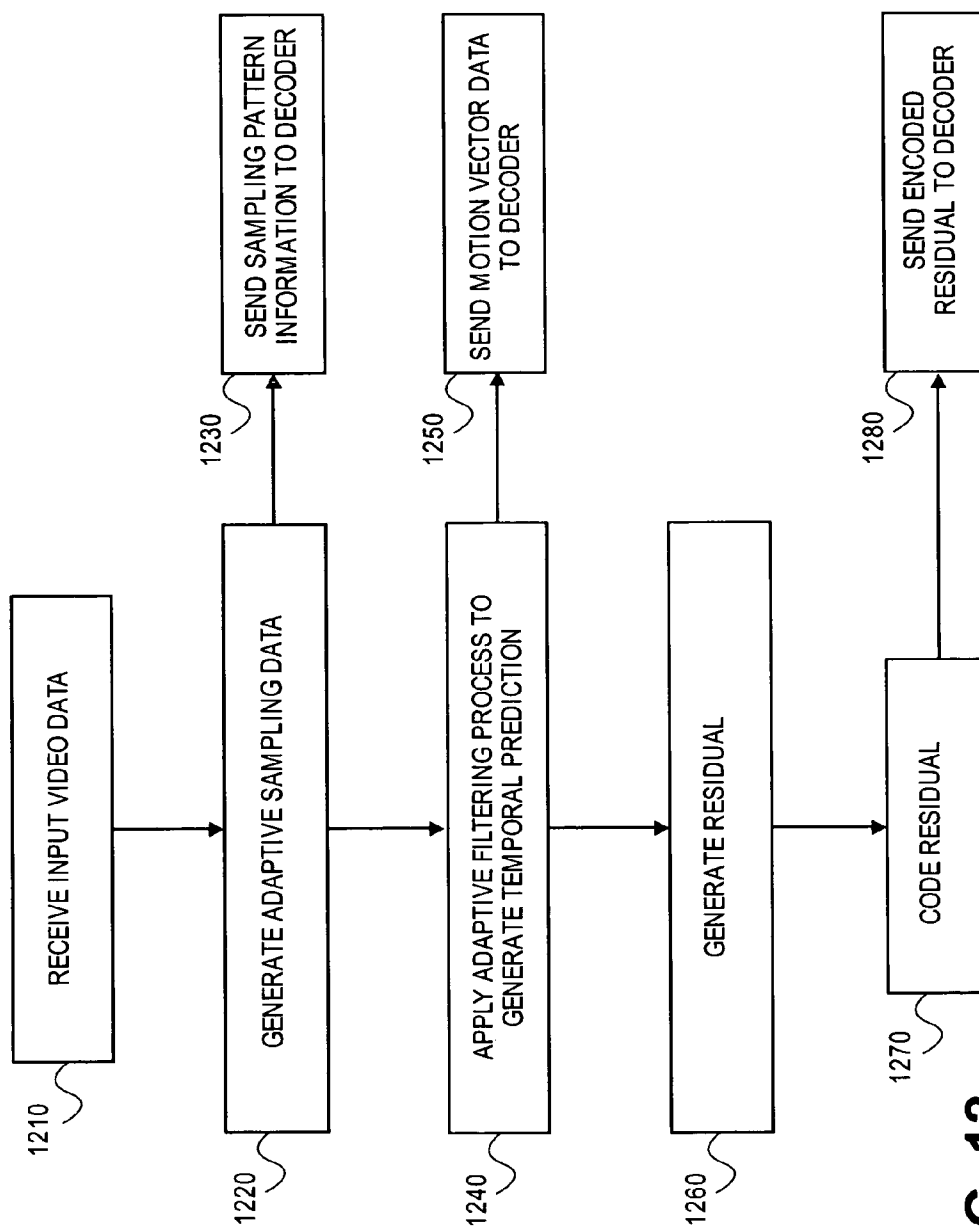 RECEIVE INPUT VIDEO DATA
1210
GENERATE ADAPTIVE SAMPLING DATA
1220
SEND SAMPLING PATTERN
INFORMATION TO DECODER
1230
APPLY ADAPTIVE FILTERING PROCESS TO
GENERATE TEMPORAL PREDICTION
1240
SEND MOTION VECTOR DATA
TO DECODER
1250
GENERATE RESIDUAL
1260
CODE RESIDUAL
1270
SEND ENCODED
RESIDUAL TO DECODER
1280